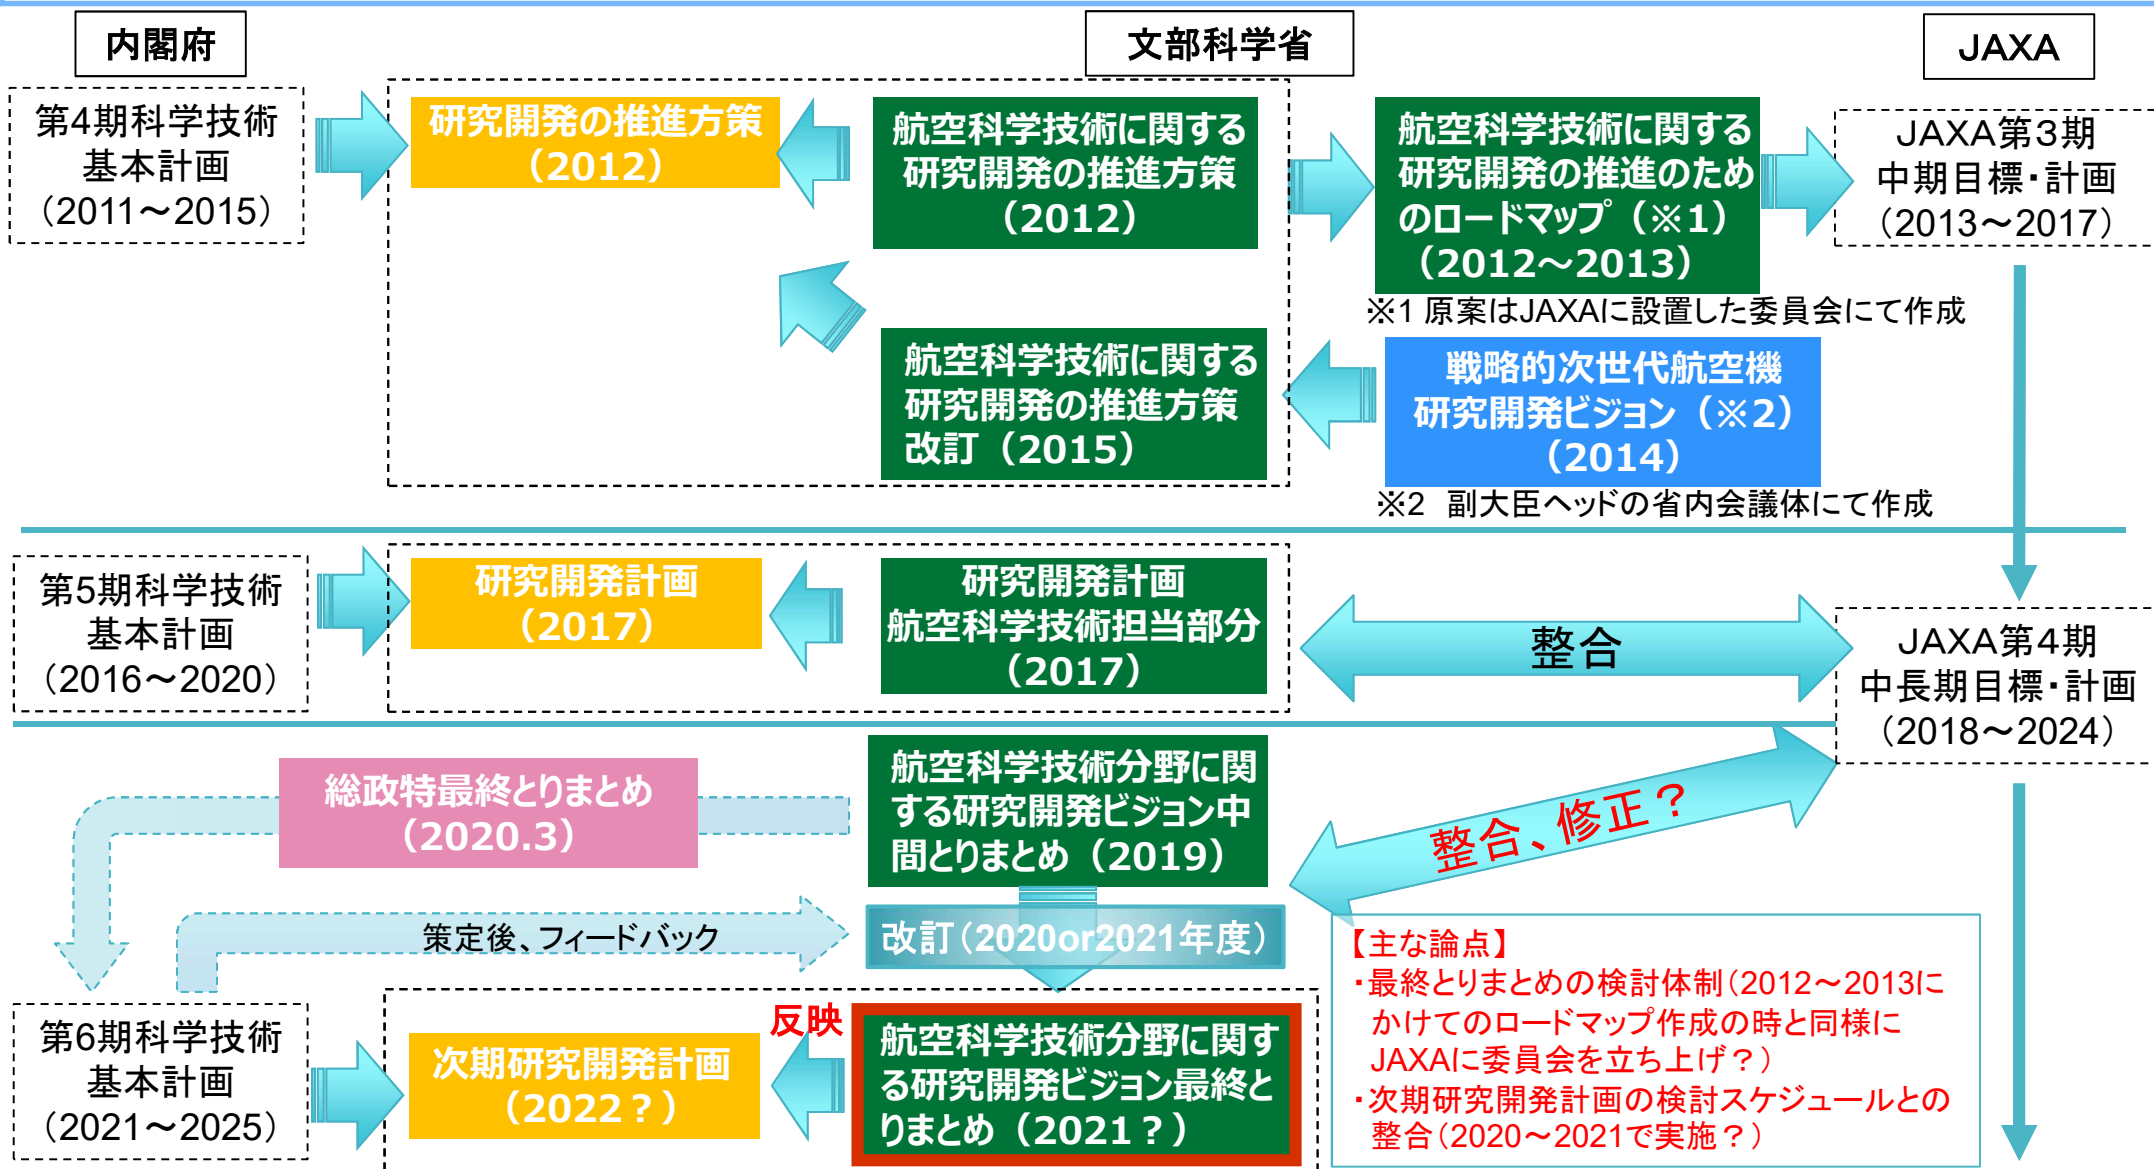 内閣府
文部科学省
JAXA
第4期科学技術
基本計画
(2011～2015)
研究開発の推進方策
（2012）
航空科学技術に関する
研究開発の推進方策
（2012）
航空科学技術に関する
研究開発の推進のため
のロードマップ（※1）
（2012～2013）
JAXA第3期
中期目標・計画
（2013～2017）
※1 原案はJAXAに設置した委員会にて作成
航空科学技術に関する
研究開発の推進方策
改訂（2015）
戦略的次世代航空機
研究開発ビジョン（※2）
（2014）
※2 副大臣ヘッドの省内会議体にて作成
第5期科学技術
基本計画
（2016～2020）
研究開発計画
（2017）
研究開発計画
航空科学技術担当部分
（2017）
整合
JAXA第4期
中長期目標・計画
（2018～2024）
総政特最終とりまとめ
（2020.3）
航空科学技術分野に関
する研究開発ビジョン中
間とりまとめ（2019）
整合、修正？
策定後、フィードバック
改訂（2020or2021年度）
第6期科学技術
基本計画
（2021～2025）
次期研究開発計画
（2022？）
反映
航空科学技術分野に関す
る研究開発ビジョン最終と
りまとめ（2021？）
【主な論点】
・最終とりまとめの検討体制（2012～2013に
かけてのロードマップ作成の時と同様に
JAXAに委員会を立ち上げ？）
・次期研究開発計画の検討スケジュールとの
整合（2020～2021で実施？）